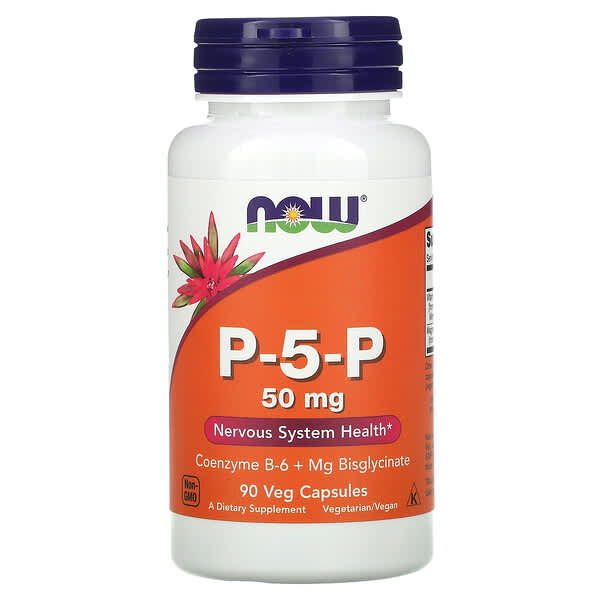 NOW®
P-5-P
50 mg
Nervous System Health*
Coenzyme B-6 + Mg Bisglycinate
90 Veg Capsules
Non-
GMO
A Dietary Supplement Vegetarian/Vegan
K